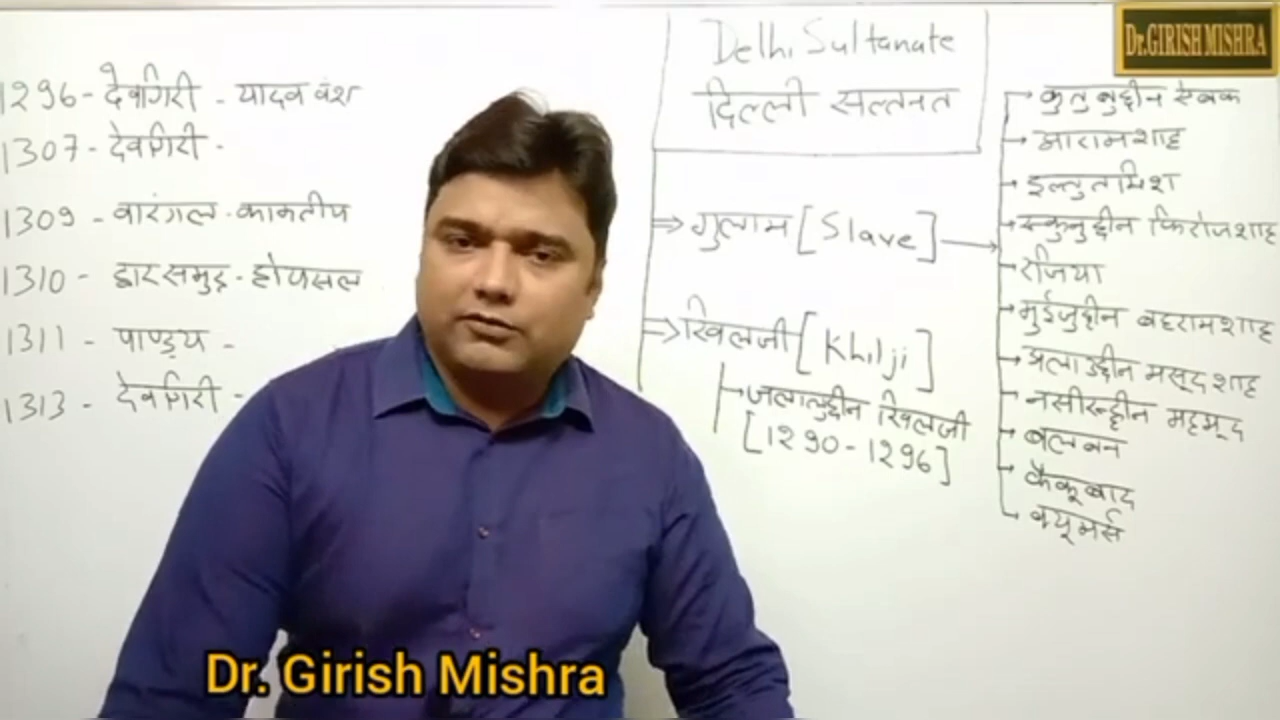 1296 - देवगिरी - यादव वंश
1307 - देवगिरी -
1309 - वारंगल - काकतीय
1310 - द्वारसमुद्र - होयसल
1311 - पाण्ड्य -
1313 - देवगिरी -
Delhi Sultanate
दिल्ली सल्तनत
गुलाम [Slave]
खिलजी [Khilji]
जलालुद्दीन खिलजी
[1290-1296]
Dr.GIRISH MISHRA
कुतुबुद्दीन ऐबक
आरामशाह
इल्तुतमिश
रुकुनुद्दीन फिरोजशाह
रजिया
मुईजुद्दीन बहरामशाह
अलाउद्दीन मसूदशाह
नसीरुद्दीन महमूद
बलबन
कैकूबाद
क्यूमर्स
Dr. Girish Mishra